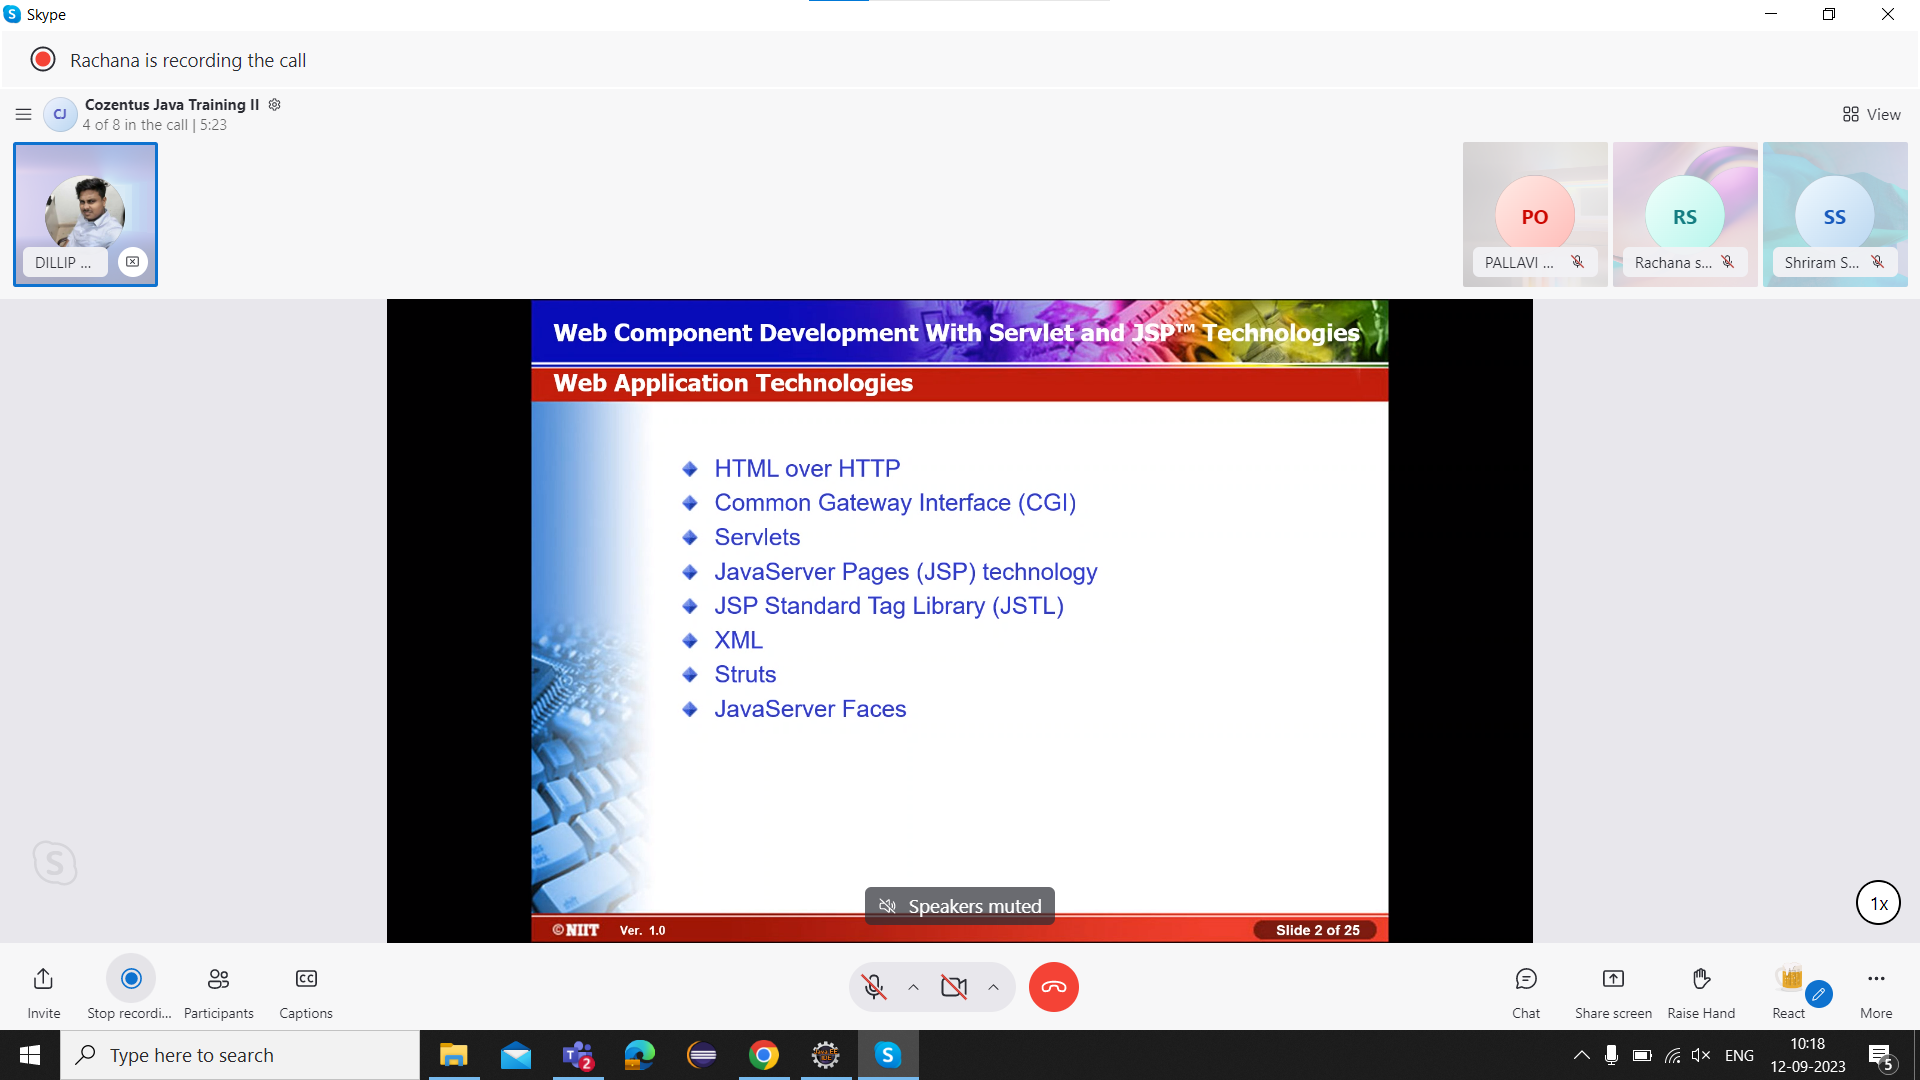 Skype
Rachana is recording the call
CJ
Cozentus Java Training II
4 of 8 in the call | 5:23
View
DILLIP ...
PO
PALLAVI ...
RS
Rachana s...
SS
Shriram S...
Web Component Development With Servlet and JSP™ Technologies
Web Application Technologies
HTML over HTTP
Common Gateway Interface (CGI)
Servlets
JavaServer Pages (JSP) technology
JSP Standard Tag Library (JSTL)
XML
Struts
JavaServer Faces
Speakers muted
©NIIT
Ver. 1.0
Slide 2 of 25
1x
Invite
Stop recordi...
Participants
CC
Captions
Chat
Share screen
Raise Hand
React
More
Type here to search
2
ENG
10:18
12-09-2023
5